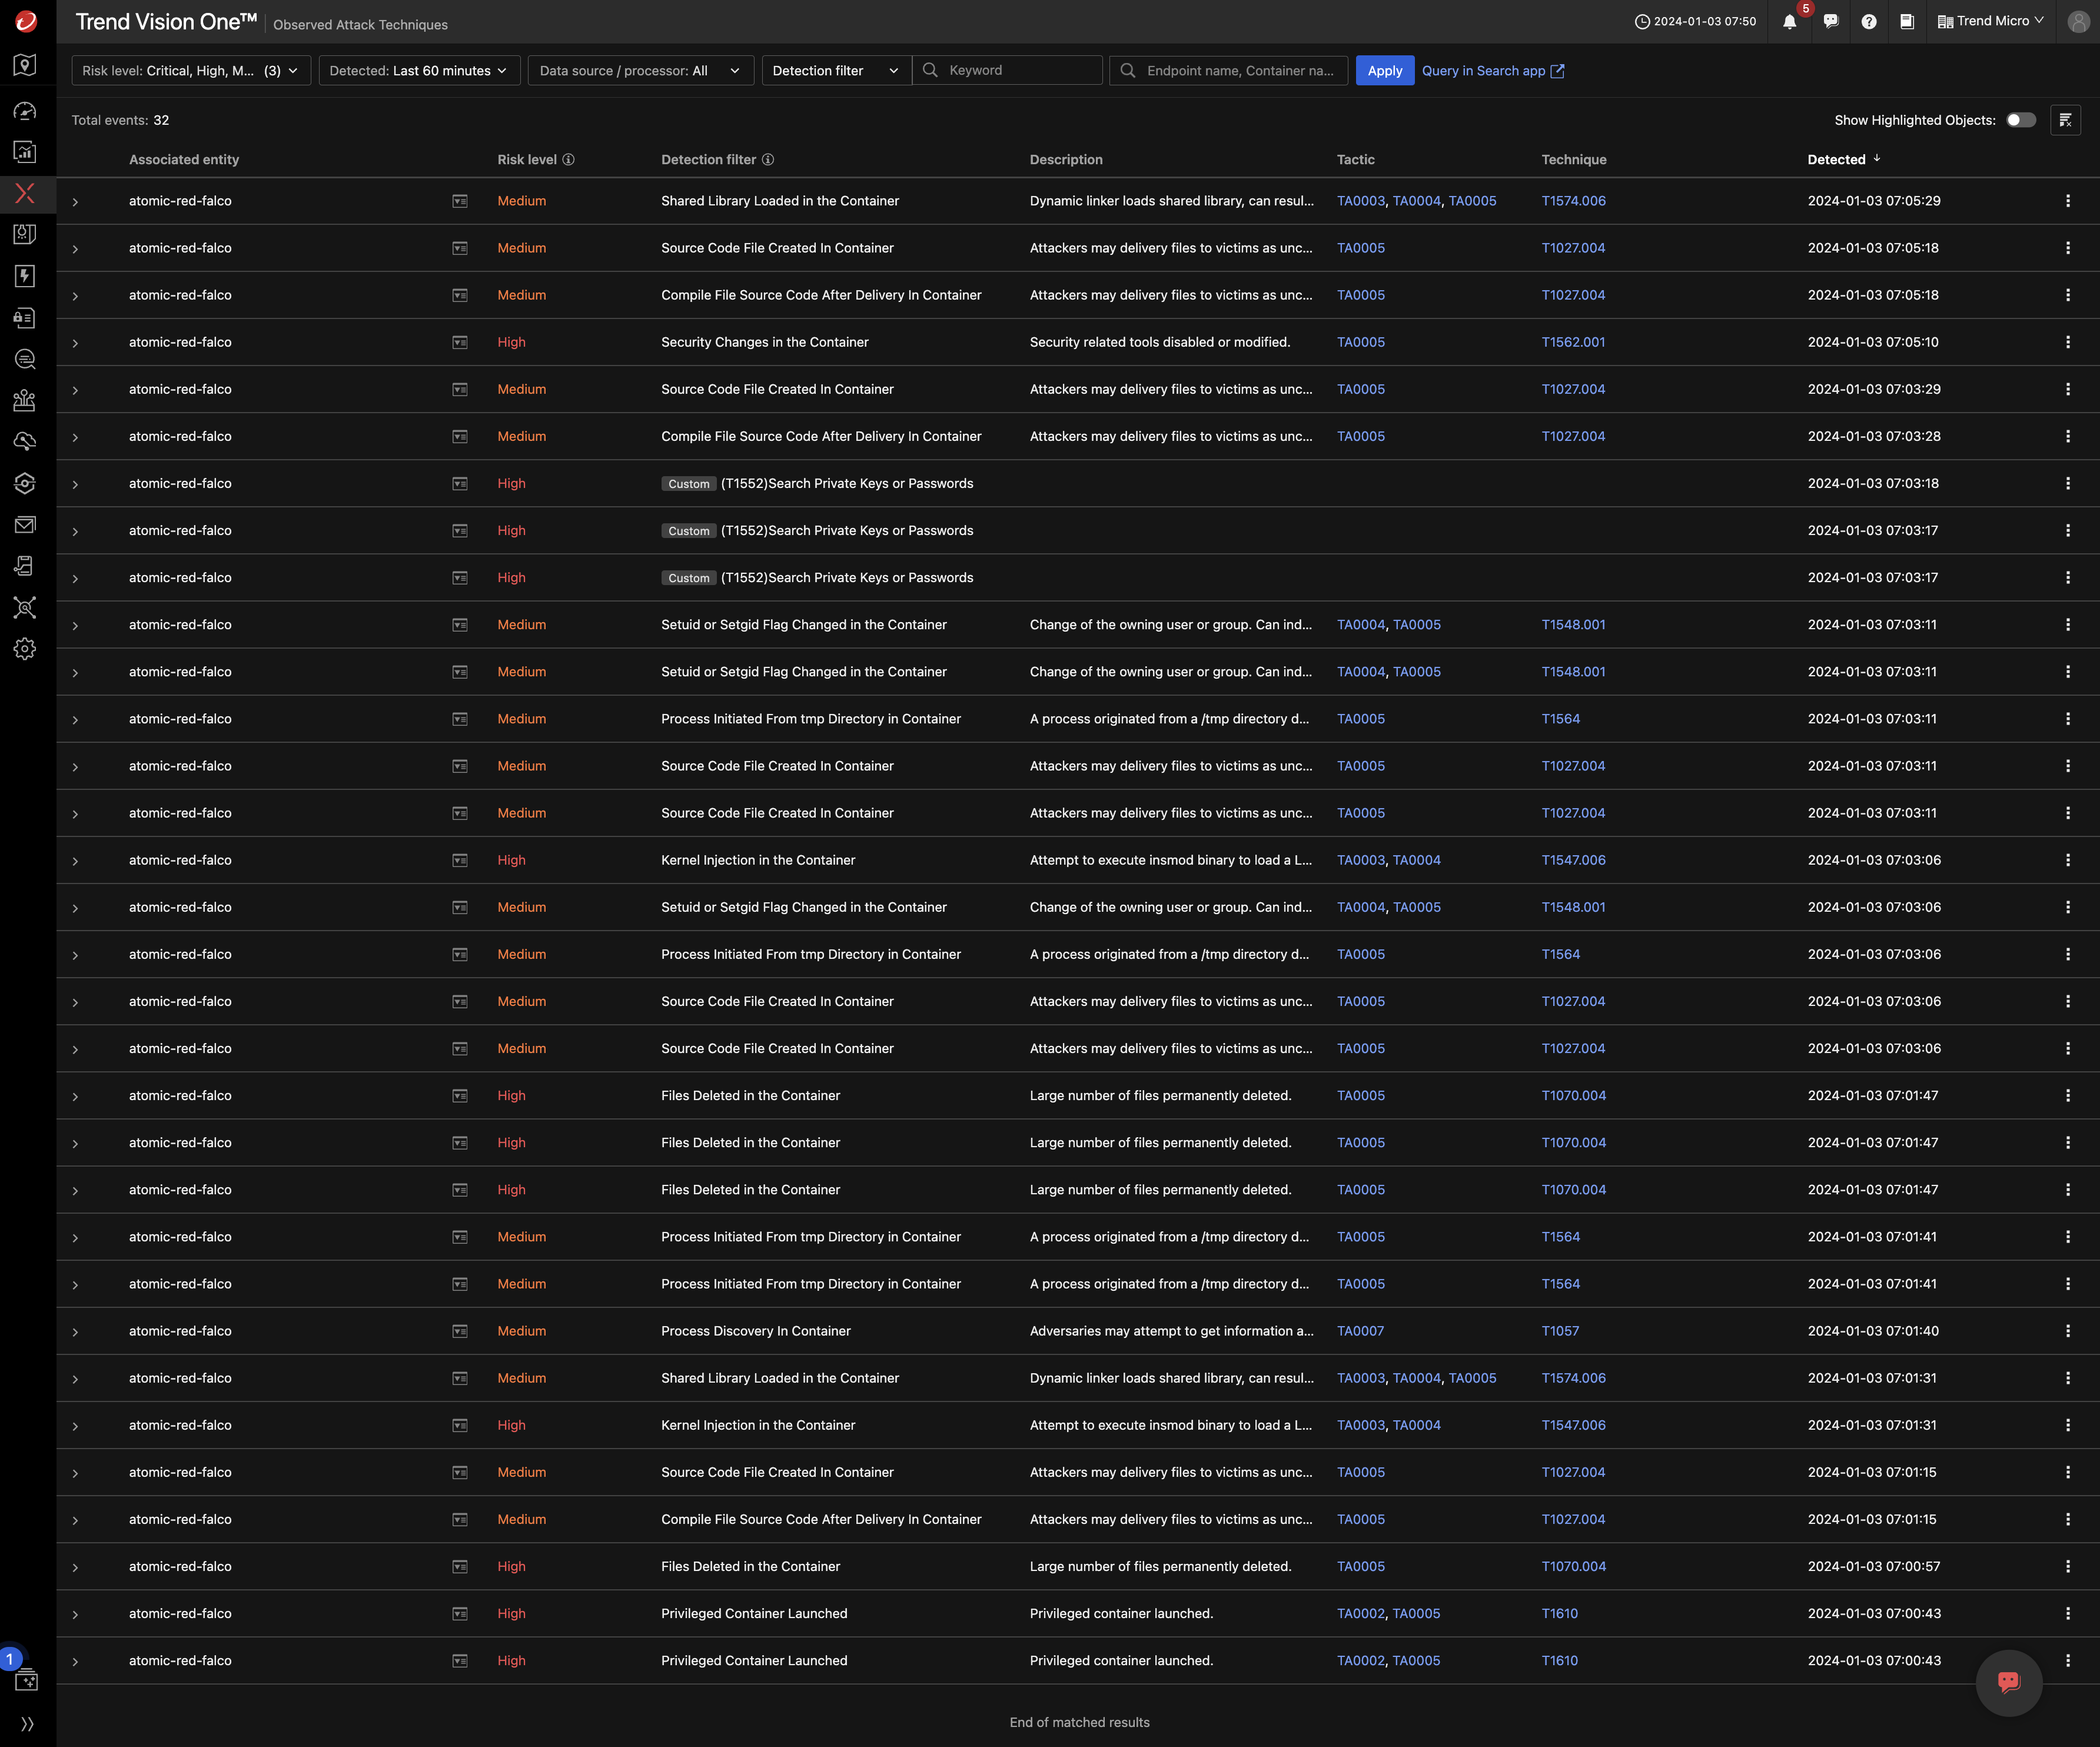 Trend Vision One™ | Observed Attack Techniques 2024-01-03 07:50 5 Trend Micro
Risk level: Critical, High, M... (3) Detected: Last 60 minutes Data source / processor: All Detection filter Keyword Endpoint name, Container na... Apply Query in Search app
Total events: 32 Show Highlighted Objects:
Associated entity Risk level Detection filter Description Tactic Technique Detected
atomic-red-falco Medium Shared Library Loaded in the Container Dynamic linker loads shared library, can resul... TA0003, TA0004, TA0005 T1574.006 2024-01-03 07:05:29
atomic-red-falco Medium Source Code File Created In Container Attackers may delivery files to victims as unc... TA0005 T1027.004 2024-01-03 07:05:18
atomic-red-falco Medium Compile File Source Code After Delivery In Container Attackers may delivery files to victims as unc... TA0005 T1027.004 2024-01-03 07:05:18
atomic-red-falco High Security Changes in the Container Security related tools disabled or modified. TA0005 T1562.001 2024-01-03 07:05:10
atomic-red-falco Medium Source Code File Created In Container Attackers may delivery files to victims as unc... TA0005 T1027.004 2024-01-03 07:03:29
atomic-red-falco Medium Compile File Source Code After Delivery In Container Attackers may delivery files to victims as unc... TA0005 T1027.004 2024-01-03 07:03:28
atomic-red-falco High Custom (T1552)Search Private Keys or Passwords 2024-01-03 07:03:18
atomic-red-falco High Custom (T1552)Search Private Keys or Passwords 2024-01-03 07:03:17
atomic-red-falco High Custom (T1552)Search Private Keys or Passwords 2024-01-03 07:03:17
atomic-red-falco Medium Setuid or Setgid Flag Changed in the Container Change of the owning user or group. Can ind... TA0004, TA0005 T1548.001 2024-01-03 07:03:11
atomic-red-falco Medium Setuid or Setgid Flag Changed in the Container Change of the owning user or group. Can ind... TA0004, TA0005 T1548.001 2024-01-03 07:03:11
atomic-red-falco Medium Process Initiated From tmp Directory in Container A process originated from a /tmp directory d... TA0005 T1564 2024-01-03 07:03:11
atomic-red-falco Medium Source Code File Created In Container Attackers may delivery files to victims as unc... TA0005 T1027.004 2024-01-03 07:03:11
atomic-red-falco Medium Source Code File Created In Container Attackers may delivery files to victims as unc... TA0005 T1027.004 2024-01-03 07:03:11
atomic-red-falco High Kernel Injection in the Container Attempt to execute insmod binary to load a L... TA0003, TA0004 T1547.006 2024-01-03 07:03:06
atomic-red-falco Medium Setuid or Setgid Flag Changed in the Container Change of the owning user or group. Can ind... TA0004, TA0005 T1548.001 2024-01-03 07:03:06
atomic-red-falco Medium Process Initiated From tmp Directory in Container A process originated from a /tmp directory d... TA0005 T1564 2024-01-03 07:03:06
atomic-red-falco Medium Source Code File Created In Container Attackers may delivery files to victims as unc... TA0005 T1027.004 2024-01-03 07:03:06
atomic-red-falco Medium Source Code File Created In Container Attackers may delivery files to victims as unc... TA0005 T1027.004 2024-01-03 07:03:06
atomic-red-falco High Files Deleted in the Container Large number of files permanently deleted. TA0005 T1070.004 2024-01-03 07:01:47
atomic-red-falco High Files Deleted in the Container Large number of files permanently deleted. TA0005 T1070.004 2024-01-03 07:01:47
atomic-red-falco High Files Deleted in the Container Large number of files permanently deleted. TA0005 T1070.004 2024-01-03 07:01:47
atomic-red-falco Medium Process Initiated From tmp Directory in Container A process originated from a /tmp directory d... TA0005 T1564 2024-01-03 07:01:41
atomic-red-falco Medium Process Initiated From tmp Directory in Container A process originated from a /tmp directory d... TA0005 T1564 2024-01-03 07:01:41
atomic-red-falco Medium Process Discovery In Container Adversaries may attempt to get information a... TA0007 T1057 2024-01-03 07:01:40
atomic-red-falco Medium Shared Library Loaded in the Container Dynamic linker loads shared library, can resul... TA0003, TA0004, TA0005 T1574.006 2024-01-03 07:01:31
atomic-red-falco High Kernel Injection in the Container Attempt to execute insmod binary to load a L... TA0003, TA0004 T1547.006 2024-01-03 07:01:31
atomic-red-falco Medium Source Code File Created In Container Attackers may delivery files to victims as unc... TA0005 T1027.004 2024-01-03 07:01:15
atomic-red-falco Medium Compile File Source Code After Delivery In Container Attackers may delivery files to victims as unc... TA0005 T1027.004 2024-01-03 07:01:15
atomic-red-falco High Files Deleted in the Container Large number of files permanently deleted. TA0005 T1070.004 2024-01-03 07:00:57
atomic-red-falco High Privileged Container Launched Privileged container launched. TA0002, TA0005 T1610 2024-01-03 07:00:43
atomic-red-falco High Privileged Container Launched Privileged container launched. TA0002, TA0005 T1610 2024-01-03 07:00:43
1
End of matched results